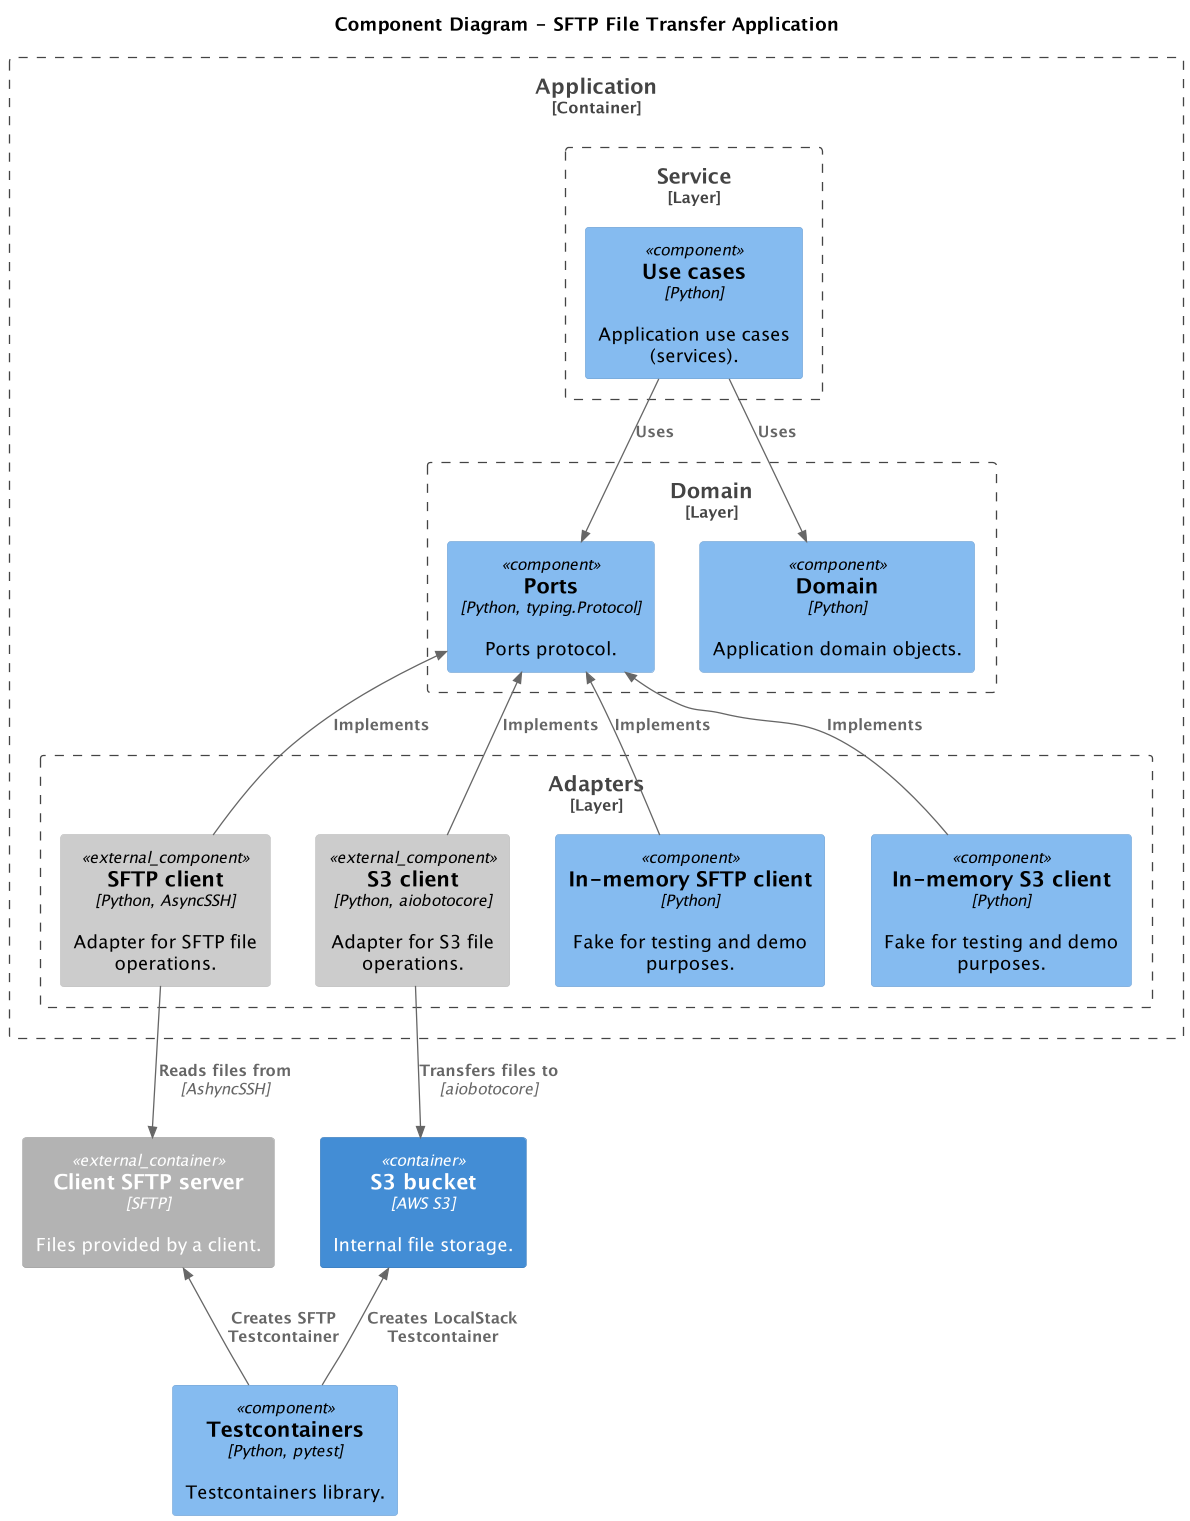 Component Diagram - SFTP File Transfer Application
Application
[Container]
Service
[Layer]
«component»
Use cases
[Python]
Application use cases
(services).
Uses
Uses
Domain
[Layer]
«component»
Ports
[Python, typing.Protocol]
Ports protocol.
«component»
Domain
[Python]
Application domain objects.
Implements
Implements
Implements
Implements
Adapters
[Layer]
«external_component»
SFTP client
[Python, AsyncSSH]
Adapter for SFTP file
operations.
«external_component»
S3 client
[Python, aiobotocore]
Adapter for S3 file
operations.
«component»
In-memory SFTP client
[Python]
Fake for testing and demo
purposes.
«component»
In-memory S3 client
[Python]
Fake for testing and demo
purposes.
Reads files from
[AshyncSSH]
Transfers files to
[aiobotocore]
«external_container»
Client SFTP server
[SFTP]
Files provided by a client.
«container»
S3 bucket
[AWS S3]
Internal file storage.
Creates SFTP
Testcontainer
Creates LocalStack
Testcontainer
«component»
Testcontainers
[Python, pytest]
Testcontainers library.